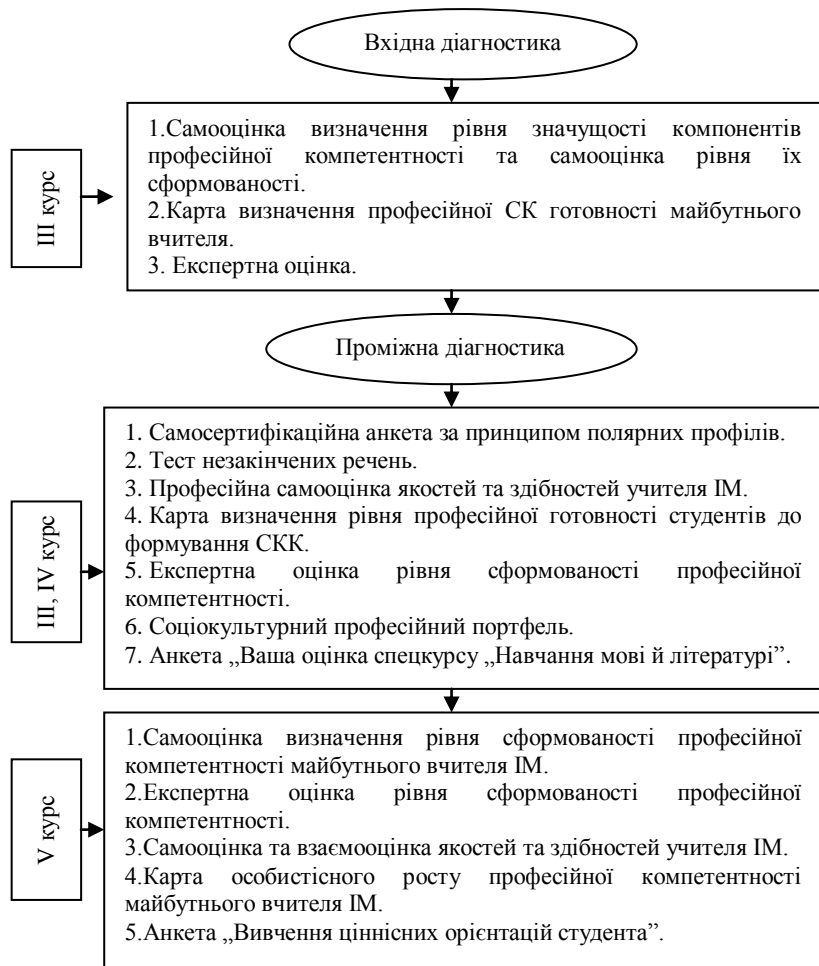 Вхідна діагностика
III курс
1.Самооцінка визначення рівня значущості компонентів
професійної компетентності та самооцінка рівня їх
сформованості.
2.Карта визначення професійної СК готовності майбутнього
вчителя.
3. Експертна оцінка.
Проміжна діагностика
III, IV курс
1. Самосертифікаційна анкета за принципом полярних профілів.
2. Тест незакінчених речень.
3. Професійна самооцінка якостей та здібностей учителя ІМ.
4. Карта визначення рівня професійної готовності студентів до
формування СКК.
5. Експертна оцінка рівня сформованості професійної
компетентності.
6. Соціокультурний професійний портфель.
7. Анкета „Ваша оцінка спецкурсу „Навчання мові й літературі”.
V курс
1.Самооцінка визначення рівня сформованості професійної
компетентності майбутнього вчителя ІМ.
2.Експертна оцінка рівня сформованості професійної
компетентності.
3.Самооцінка та взаємооцінка якостей та здібностей учителя ІМ.
4.Карта особистісного росту професійної компетентності
майбутнього вчителя ІМ.
5.Анкета „Вивчення ціннісних орієнтацій студента”.